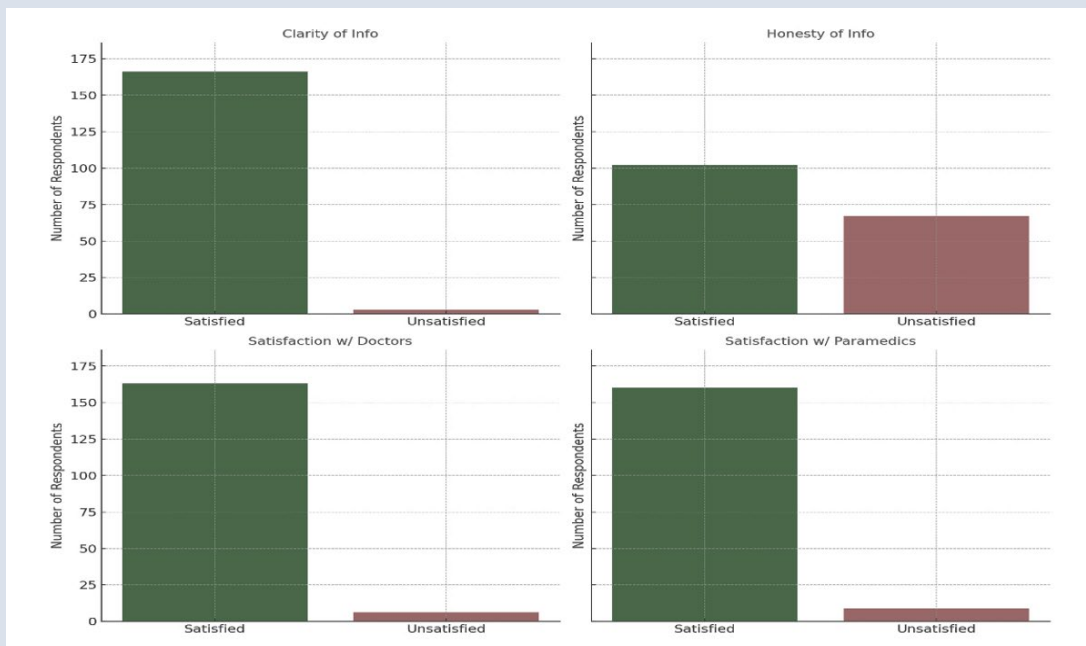 Clarity of Info
Number of Respondents
175
150
125
100
75
50
25
0
Satisfied Unsatisfied
Honesty of Info
Number of Respondents
Satisfied Unsatisfied
Satisfaction w/ Doctors
Number of Respondents
175
150
125
100
75
50
25
0
Satisfied Unsatisfied
Satisfaction w/ Paramedics
Number of Respondents
Satisfied Unsatisfied